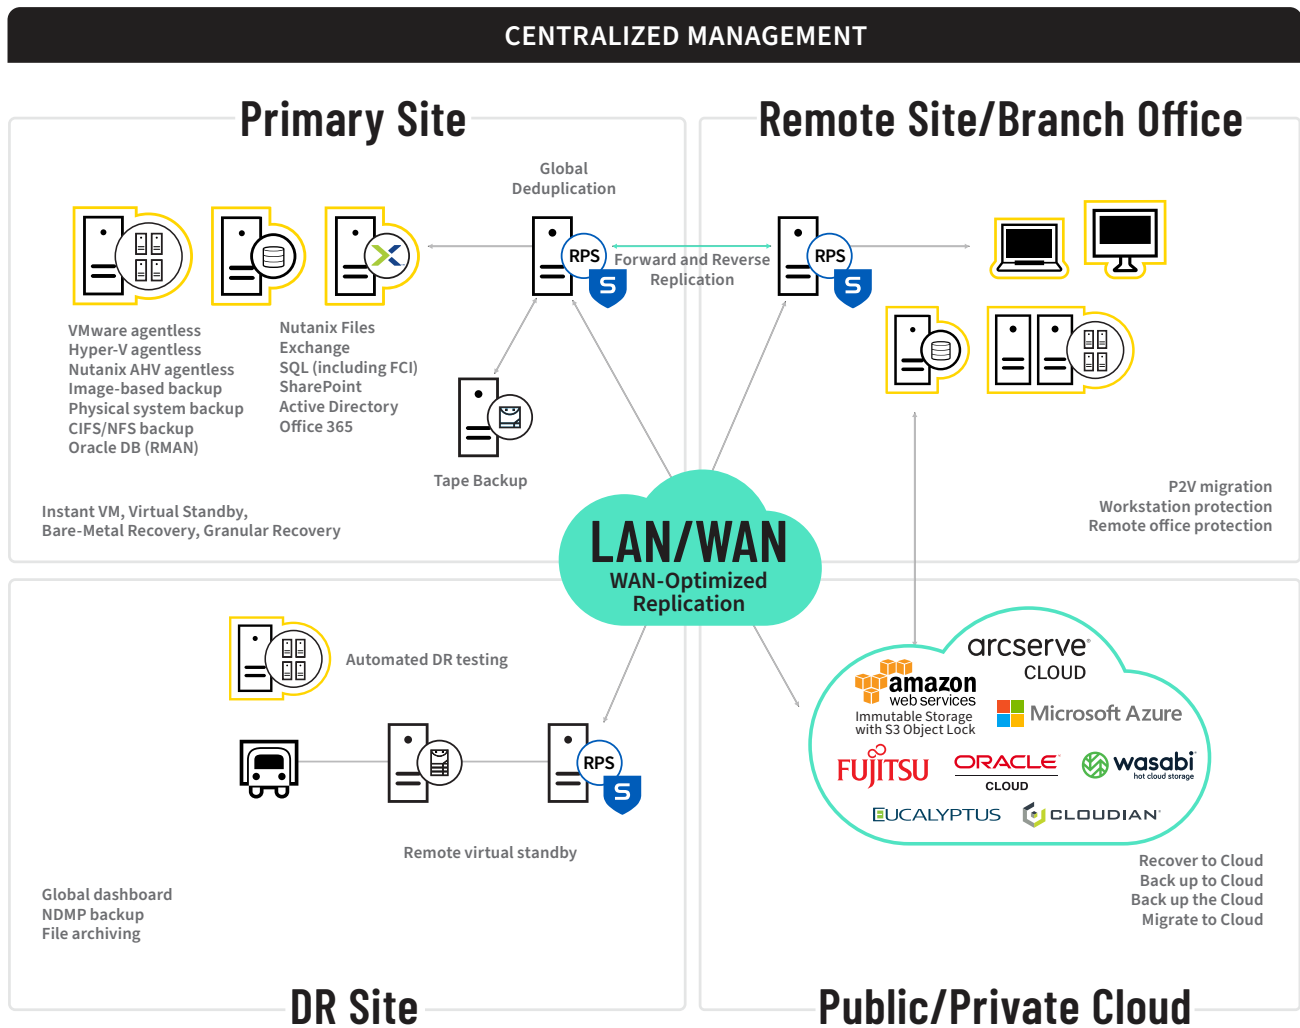 CENTRALIZED MANAGEMENT
Primary Site
Global
Deduplication
RPS
S
VMware agentless
Hyper-V agentless
Nutanix AHV agentless
Image-based backup
Physical system backup
CIFS/NFS backup
Oracle DB (RMAN)
Nutanix Files
Exchange
SQL (including FCI)
SharePoint
Active Directory
Office 365
Tape Backup
Instant VM, Virtual Standby,
Bare-Metal Recovery, Granular Recovery
Forward and Reverse
Replication
Remote Site/Branch Office
RPS
S
P2V migration
Workstation protection
Remote office protection
LAN/WAN
WAN-Optimized
Replication
Automated DR testing
RPS
S
Remote virtual standby
Global dashboard
NDMP backup
File archiving
DR Site
arcserve®
CLOUD
amazon
web services
Immutable Storage
with S3 Object Lock
Microsoft Azure
FUJITSU
ORACLE®
CLOUD
wasabi
hot cloud storage
EUCALYPTUS
CLOUDIAN®
Recover to Cloud
Back up to Cloud
Back up the Cloud
Migrate to Cloud
Public/Private Cloud